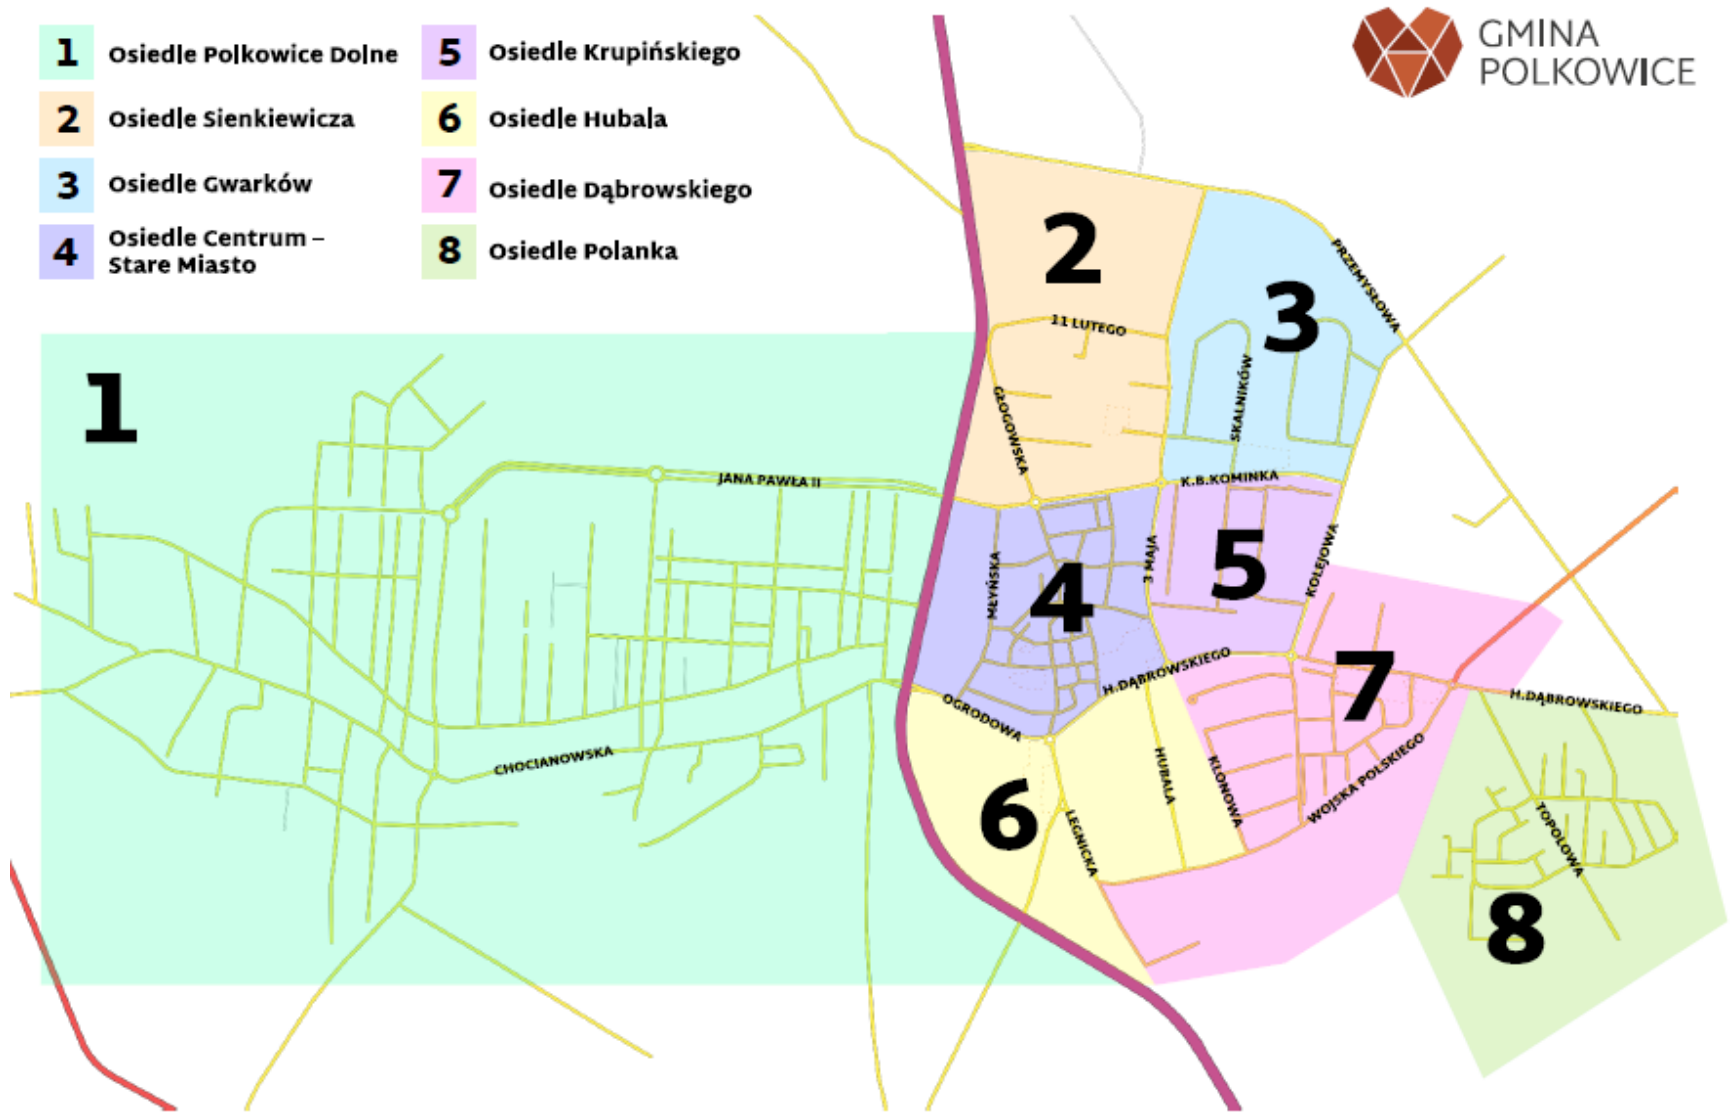 1 Osiedle Polkowice Dolne
2 Osiedle Sienkiewicza
3 Osiedle Gwarków
4 Osiedle Centrum –
Stare Miasto
5 Osiedle Krupińskiego
6 Osiedle Hubala
7 Osiedle Dąbrowskiego
8 Osiedle Polanka
GMINA
POLKOWICE
1
2
3
4
5
6
7
8
PRZEMYSŁOWA
11 LUTEGO
GŁOGOWSKA
SKALNIKÓW
JANA PAWŁA II
K.B.KOMINKA
MŁYŃSKA
3 MAJA
KOLEJOWA
H.DĄBROWSKIEGO
OGRODOWA
H.DĄBROWSKIEGO
CHOCIANOWSKA
HUBALA
KLONOWA
WOJSKA POLSKIEGO
LEGNICKA
TOPOLOWA